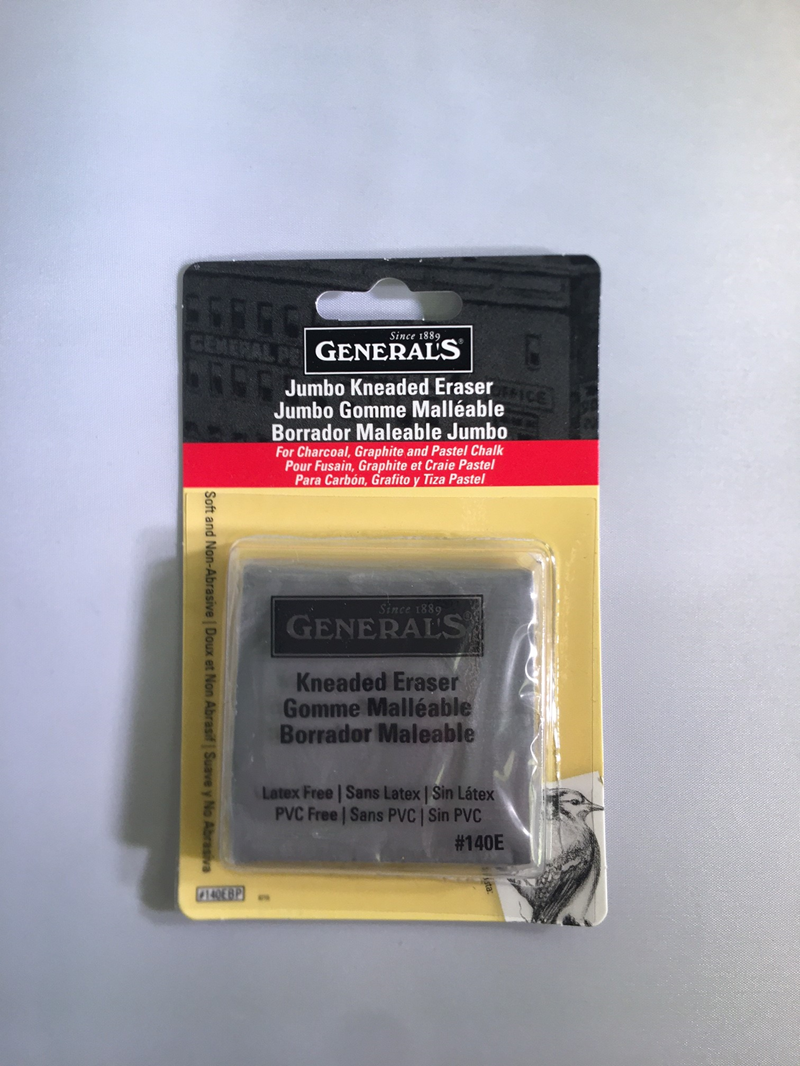 GENERAL P
OFFICE
Since 1889
GENERAL'S®
Jumbo Kneaded Eraser
Jumbo Gomme Malléable
Borrador Maleable Jumbo
For Charcoal, Graphite and Pastel Chalk
Pour Fusain, Graphite et Craie Pastel
Para Carbón, Grafito y Tiza Pastel
Soft and Non-Abrasive | Doux et Non Abrasif | Suave y No Abrasiva
Since 1889
GENERAL'S
Kneaded Eraser
Gomme Malléable
Borrador Maleable
Latex Free | Sans Latex | Sin Látex
PVC Free | Sans PVC | Sin PVC
#140E
#140EBP